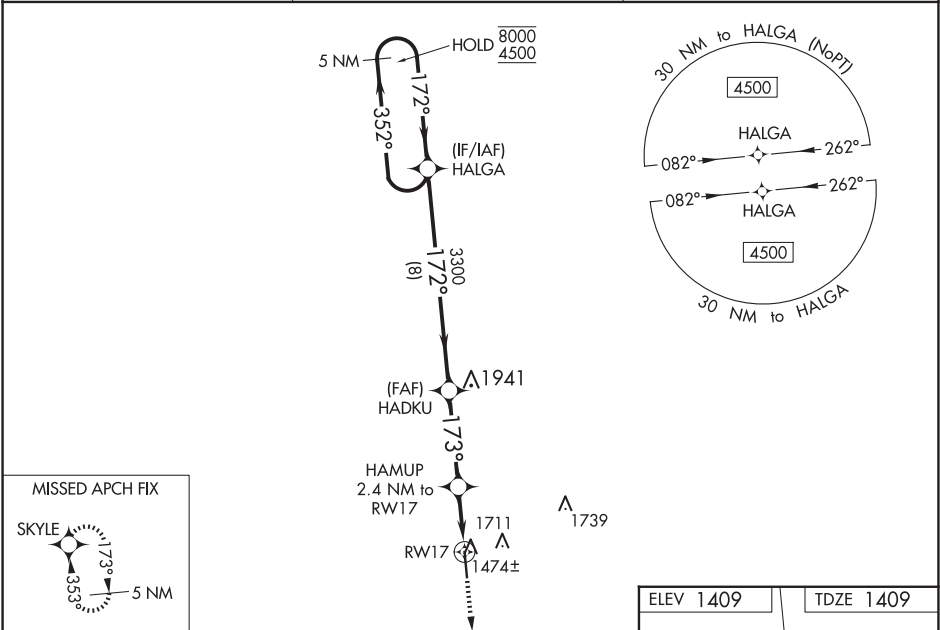 HOLD 8000
4500
5 NM
172°
352°
(IF/IAF)
HALGA
3300
172°
(8)
(FAF)
HADKU
1941
173°
HAMUP
2.4 NM to
RW17
1739
1711
RW17
1474±
30 NM to HALGA (NoPT)
4500
HALGA
082°
262°
082°
262°
HALGA
4500
30 NM to HALGA
MISSED APCH FIX
SKYLE
173°
353°
5 NM
ELEV 1409
TDZE 1409